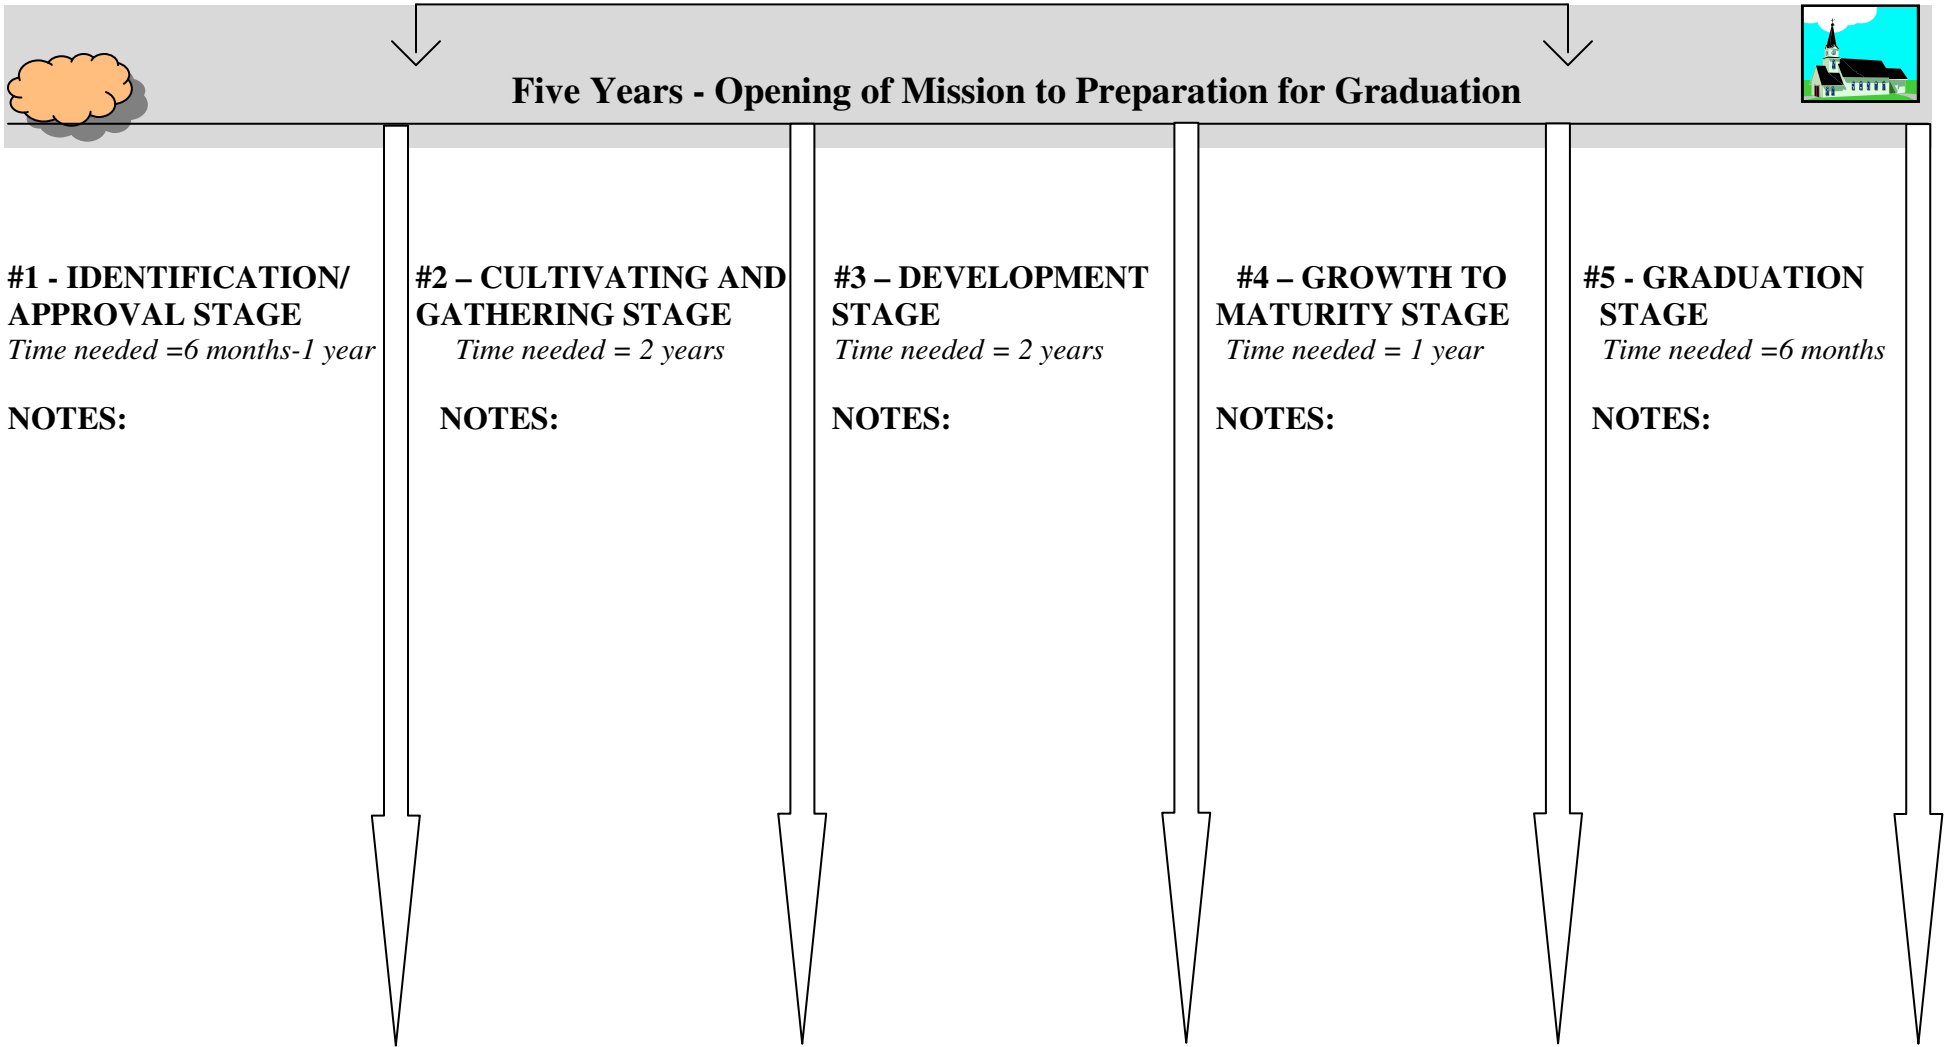 Five Years - Opening of Mission to Preparation for Graduation
#1 - IDENTIFICATION/
APPROVAL STAGE
Time needed =6 months-1 year
NOTES:
#2 – CULTIVATING AND
GATHERING STAGE
Time needed = 2 years
NOTES:
#3 – DEVELOPMENT
STAGE
Time needed = 2 years
NOTES:
#4 – GROWTH TO
MATURITY STAGE
Time needed = 1 year
NOTES:
#5 - GRADUATION
STAGE
Time needed =6 months
NOTES: